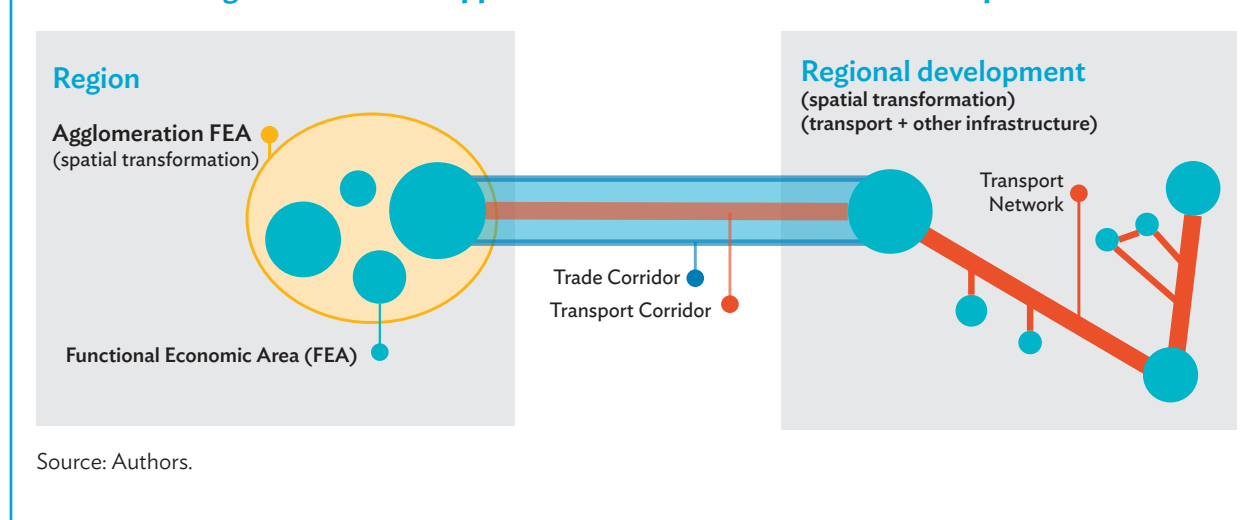 Region
Agglomeration FEA
(spatial transformation)
Functional Economic Area (FEA)
Trade Corridor
Transport Corridor
Regional development
(spatial transformation)
(transport + other infrastructure)
Transport
Network
Source: Authors.